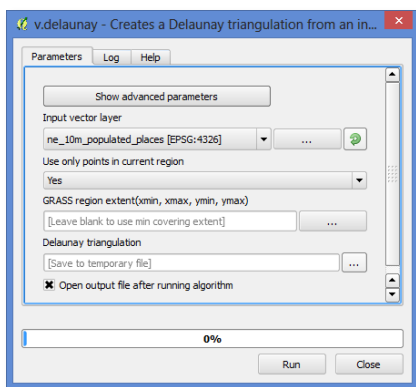 v.delaunay - Creates a Delaunay triangulation from an in...
Parameters Log Help
Show advanced parameters
Input vector layer
ne_10m_populated_places [EPSG:4326] ...
Use only points in current region
Yes
GRASS region extent(xmin, xmax, ymin, ymax)
[Leave blank to use min covering extent] ...
Delaunay triangulation
[Save to temporary file] ...
Open output file after running algorithm
0%
Run Close